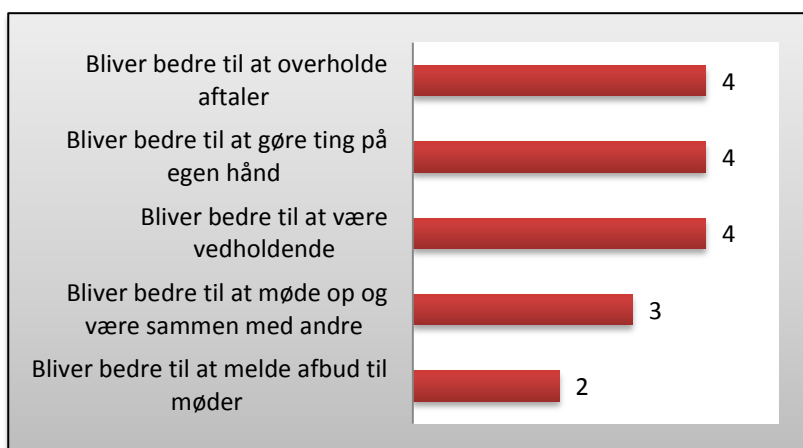 Bliver bedre til at overholde
aftaler
4
Bliver bedre til at gøre ting på
egen hånd
4
Bliver bedre til at være
vedholdende
4
Bliver bedre til at møde op og
være sammen med andre
3
Bliver bedre til at melde afbud til
møder
2